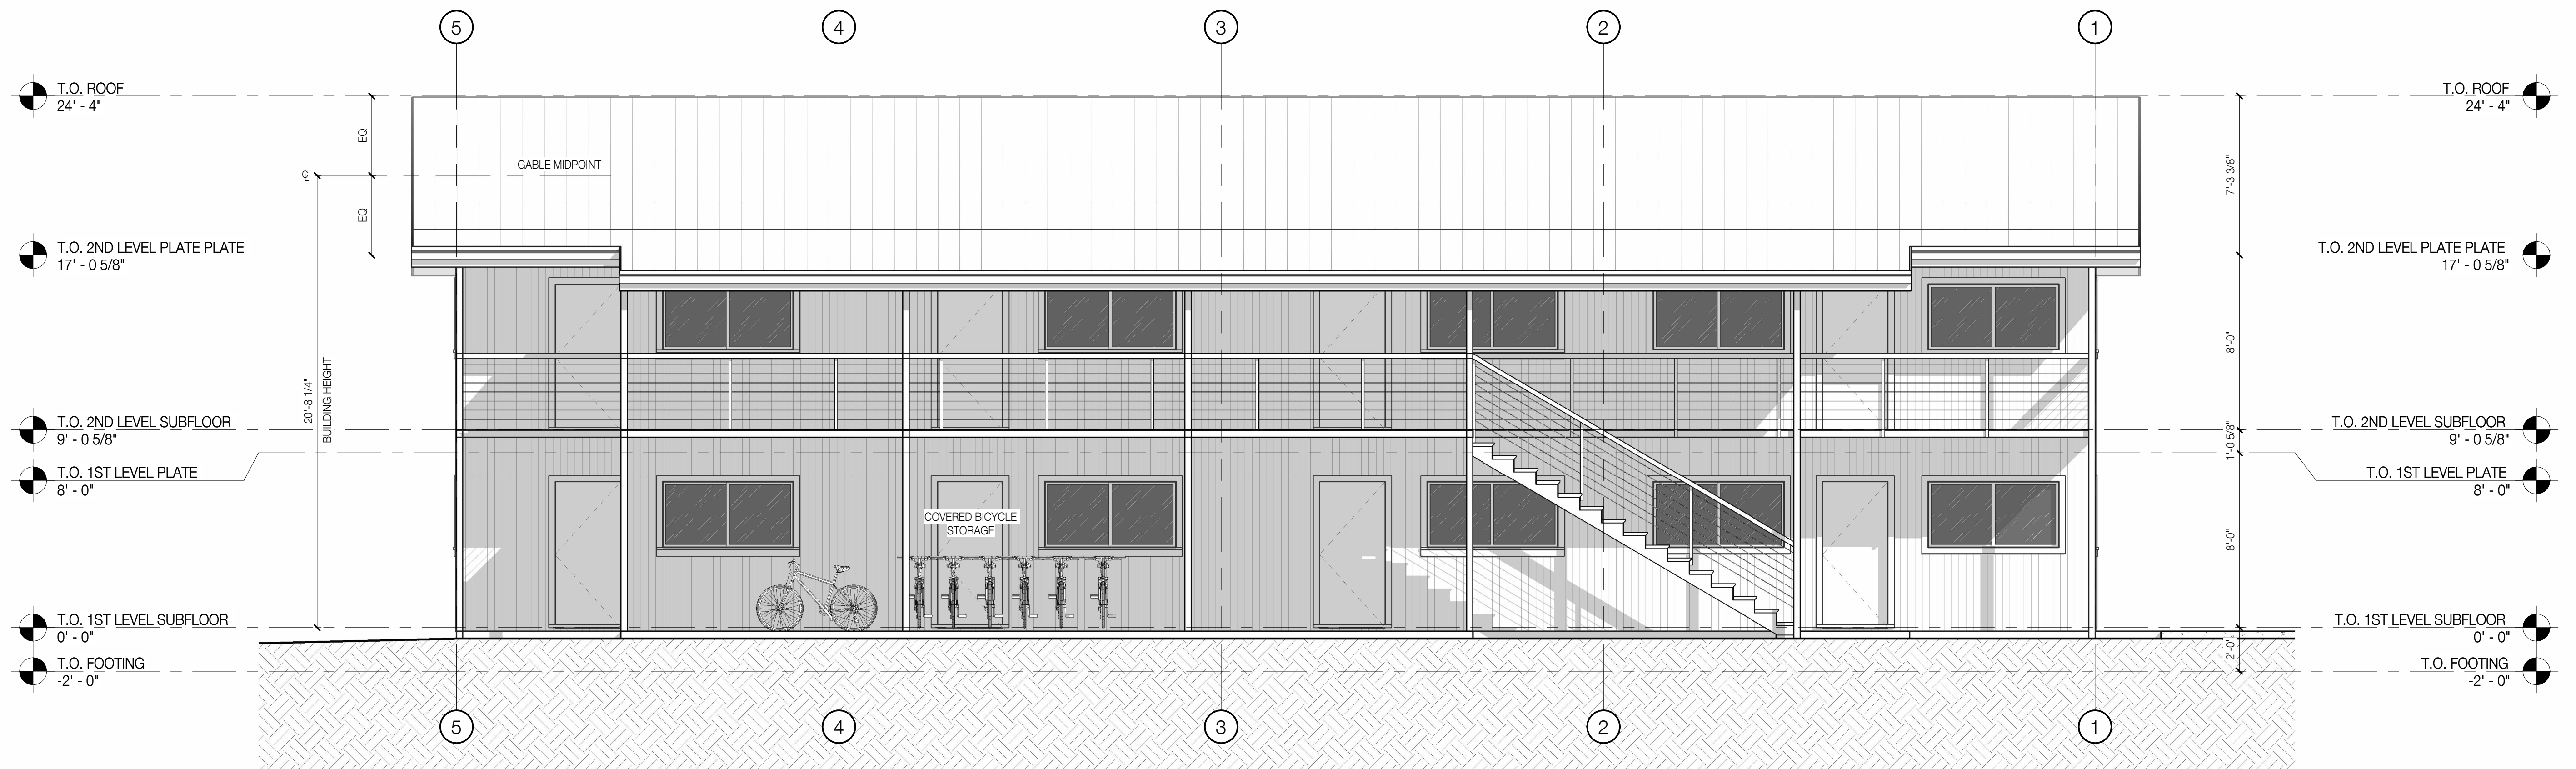 5
4
3
2
1
T.O. ROOF
24' - 4"
T.O. ROOF
24' - 4"
EQ
GABLE MIDPOINT
℄
7'-3 3/8"
EQ
T.O. 2ND LEVEL PLATE PLATE
17' - 0 5/8"
T.O. 2ND LEVEL PLATE PLATE
17' - 0 5/8"
8'-0"
20'-8 1/4"
BUILDING HEIGHT
T.O. 2ND LEVEL SUBFLOOR
9' - 0 5/8"
T.O. 2ND LEVEL SUBFLOOR
9' - 0 5/8"
1'-0 5/8"
T.O. 1ST LEVEL PLATE
8' - 0"
T.O. 1ST LEVEL PLATE
8' - 0"
COVERED BICYCLE
STORAGE
8'-0"
T.O. 1ST LEVEL SUBFLOOR
0' - 0"
T.O. 1ST LEVEL SUBFLOOR
0' - 0"
2'-0"
T.O. FOOTING
-2' - 0"
T.O. FOOTING
-2' - 0"
5
4
3
2
1